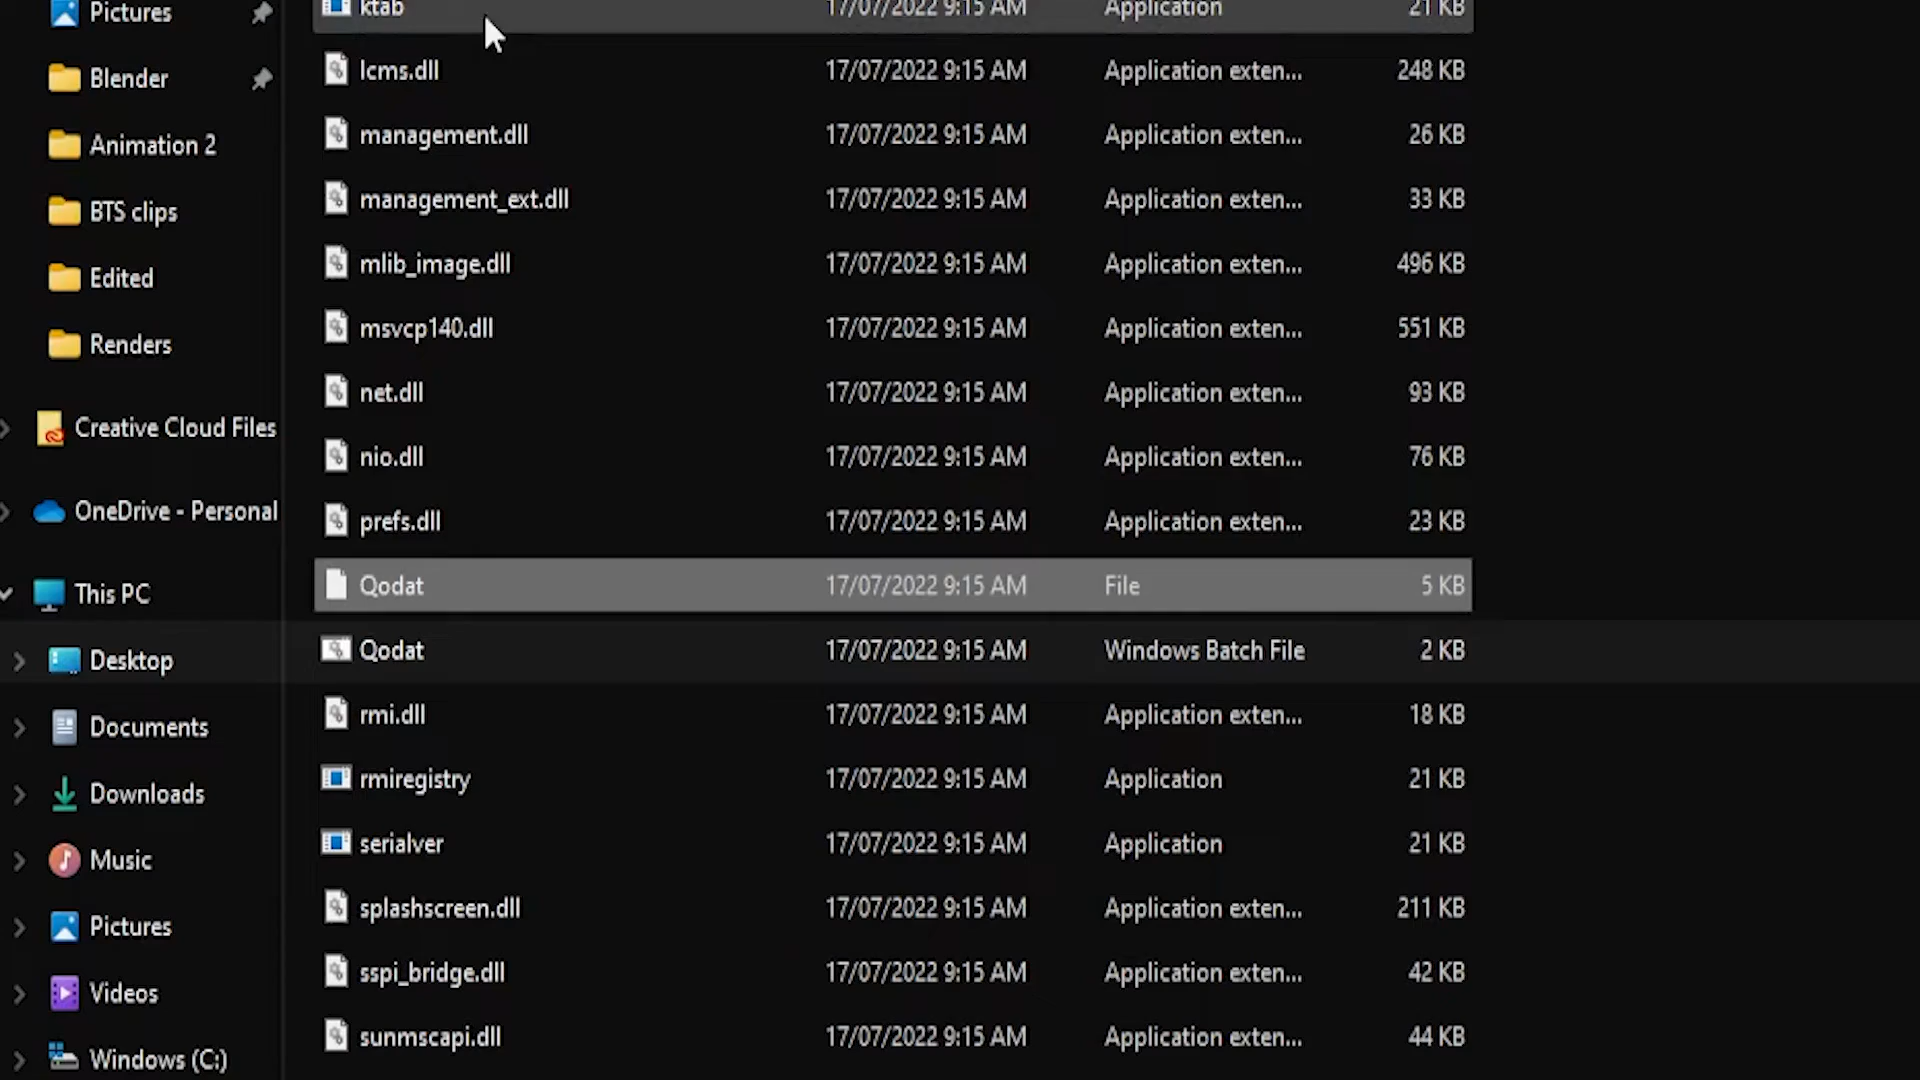 Pictures
Blender
Animation 2
BTS clips
Edited
Renders
Creative Cloud Files
OneDrive - Personal
This PC
Desktop
Documents
Downloads
Music
Pictures
Videos
Windows (C:)
ktab 17/07/2022 9:15 AM Application 21 KB
lcms.dll 17/07/2022 9:15 AM Application exten... 248 KB
management.dll 17/07/2022 9:15 AM Application exten... 26 KB
management_ext.dll 17/07/2022 9:15 AM Application exten... 33 KB
mlib_image.dll 17/07/2022 9:15 AM Application exten... 496 KB
msvcp140.dll 17/07/2022 9:15 AM Application exten... 551 KB
net.dll 17/07/2022 9:15 AM Application exten... 93 KB
nio.dll 17/07/2022 9:15 AM Application exten... 76 KB
prefs.dll 17/07/2022 9:15 AM Application exten... 23 KB
Qodat 17/07/2022 9:15 AM File 5 KB
Qodat 17/07/2022 9:15 AM Windows Batch File 2 KB
rmi.dll 17/07/2022 9:15 AM Application exten... 18 KB
rmiregistry 17/07/2022 9:15 AM Application 21 KB
serialver 17/07/2022 9:15 AM Application 21 KB
splashscreen.dll 17/07/2022 9:15 AM Application exten... 211 KB
sspi_bridge.dll 17/07/2022 9:15 AM Application exten... 42 KB
sunmscapi.dll 17/07/2022 9:15 AM Application exten... 44 KB